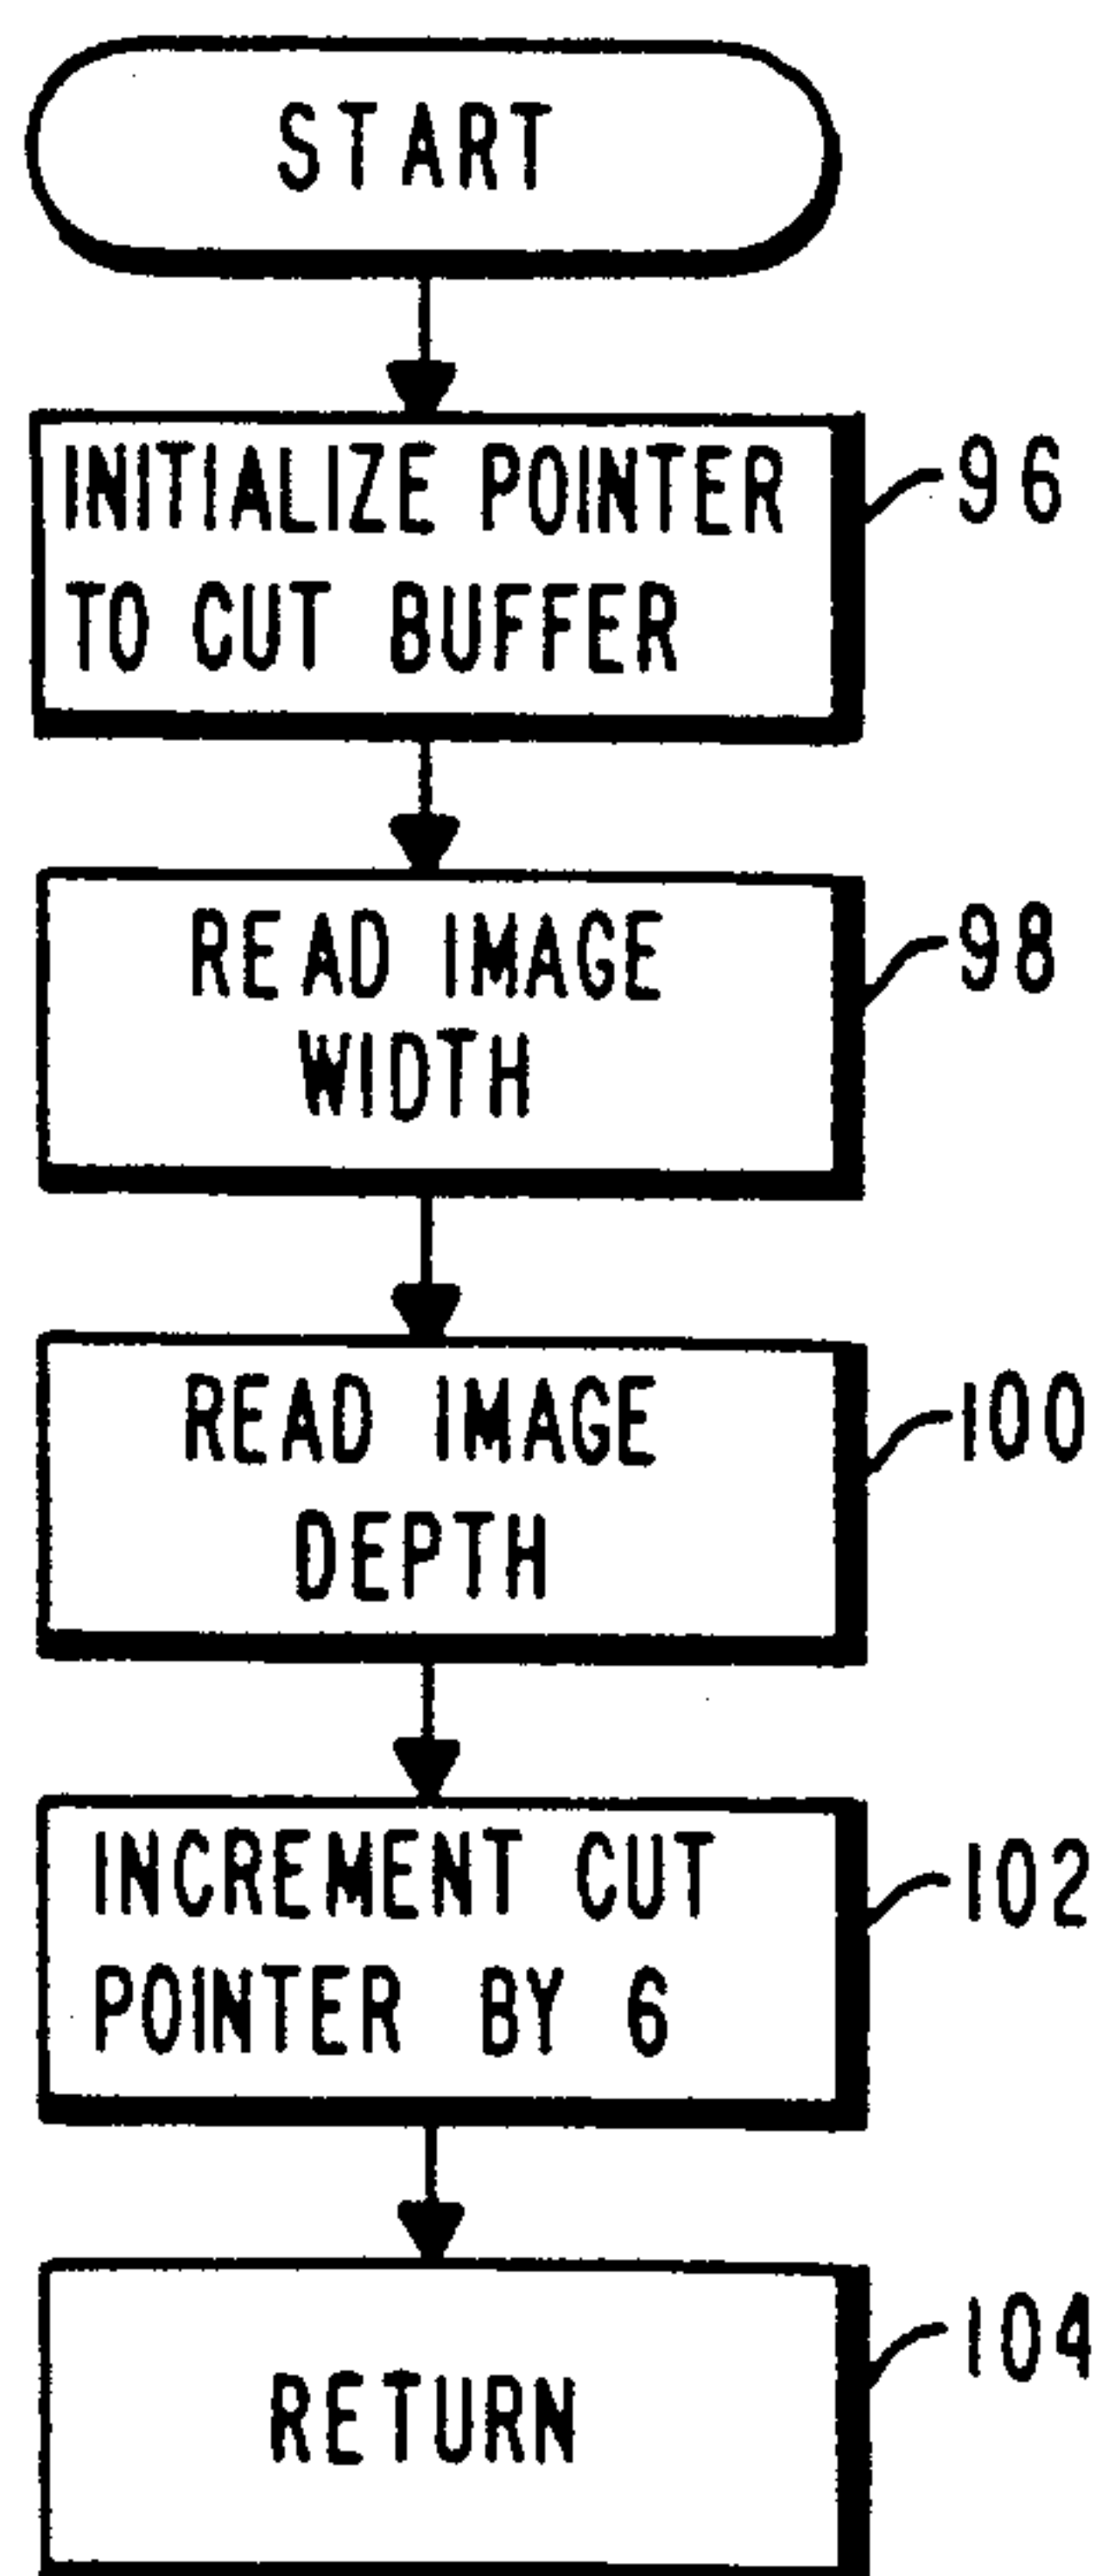 START
INITIALIZE POINTER
TO CUT BUFFER
96
READ IMAGE
WIDTH
98
READ IMAGE
DEPTH
100
INCREMENT CUT
POINTER BY 6
102
RETURN
104